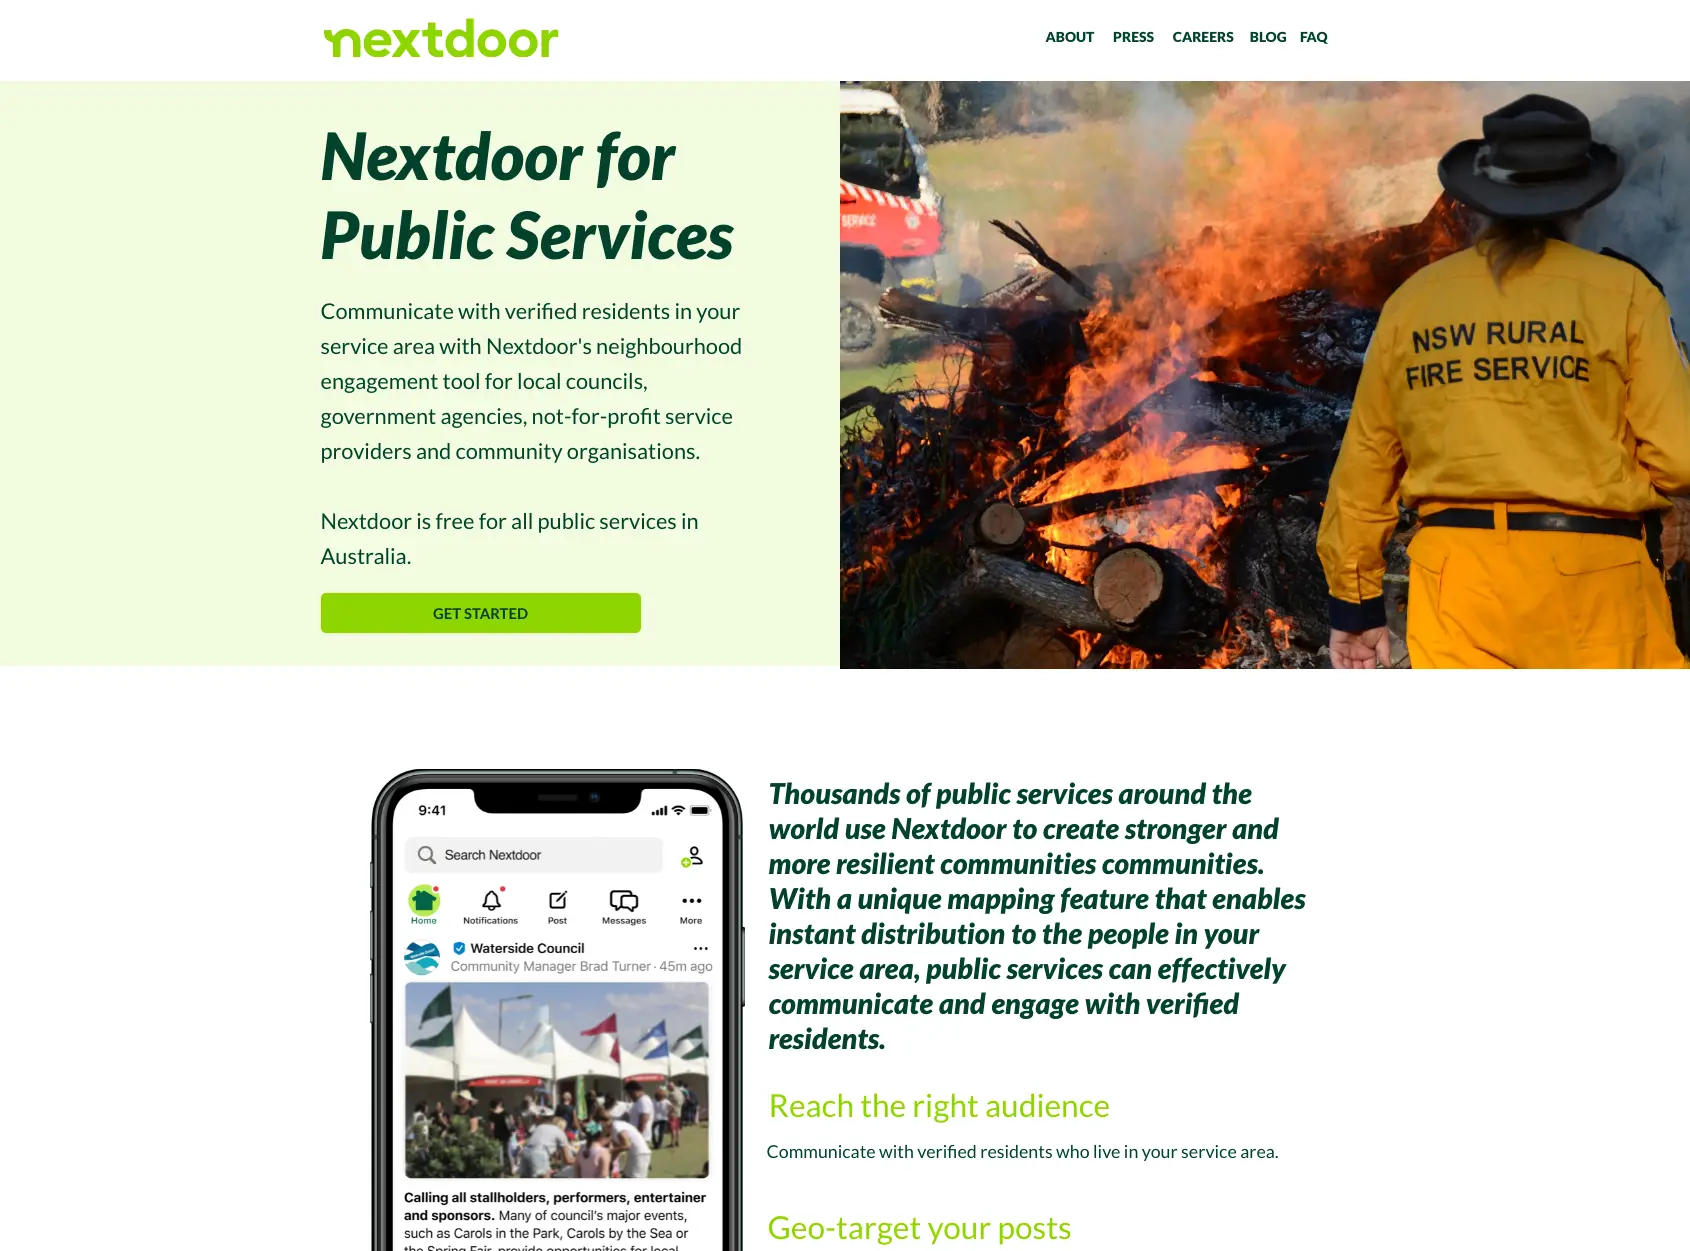 nextdoor
ABOUT PRESS CAREERS BLOG FAQ
Nextdoor for
Public Services
Communicate with verified residents in your
service area with Nextdoor's neighbourhood
engagement tool for local councils,
government agencies, not-for-profit service
providers and community organisations.
Nextdoor is free for all public services in
Australia.
GET STARTED
SERVICE
NSW RURAL
FIRE SERVICE
9:41
Search Nextdoor
Home Notifications Post Messages More
Waterside Council
Community Manager Brad Turner · 45m ago
Calling all stallholders, performers, entertainer
and sponsors. Many of council's major events,
such as Carols in the Park, Carols by the Sea or
the Spring Fair, provide opportunities for local
Thousands of public services around the
world use Nextdoor to create stronger and
more resilient communities communities.
With a unique mapping feature that enables
instant distribution to the people in your
service area, public services can effectively
communicate and engage with verified
residents.
Reach the right audience
Communicate with verified residents who live in your service area.
Geo-target your posts